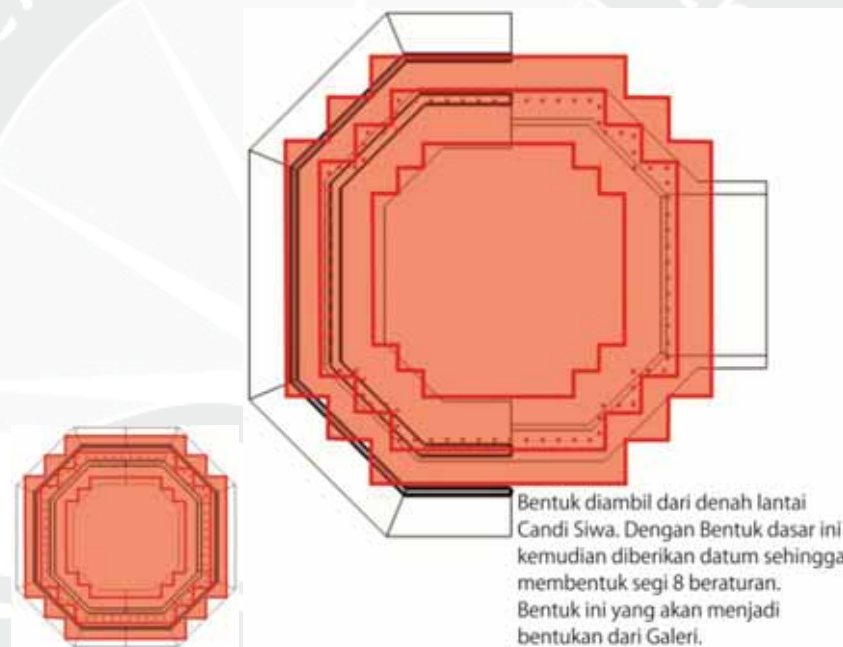 Bentuk diambil dari denah lantai
Candi Siwa. Dengan Bentuk dasar ini
kemudian diberikan datum sehingga
membentuk segi 8 beraturan.
Bentuk ini yang akan menjadi
bentukan dari Galeri.